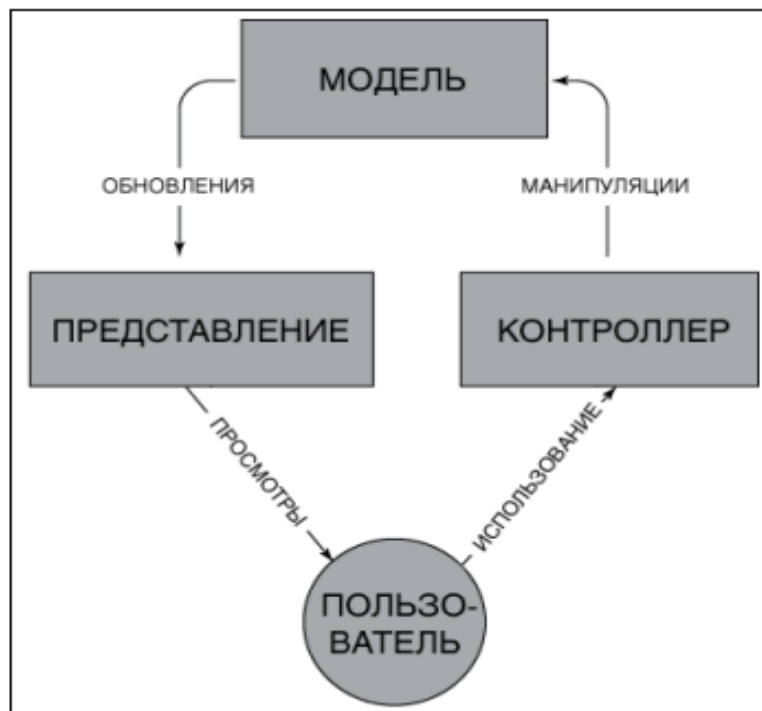 МОДЕЛЬ
ОБНОВЛЕНИЯ
МАНИПУЛЯЦИИ
ПРЕДСТАВЛЕНИЕ
КОНТРОЛЛЕР
ПРОСМОТРЫ
ИСПОЛЬЗОВАНИЕ
ПОЛЬЗО-
ВАТЕЛЬ